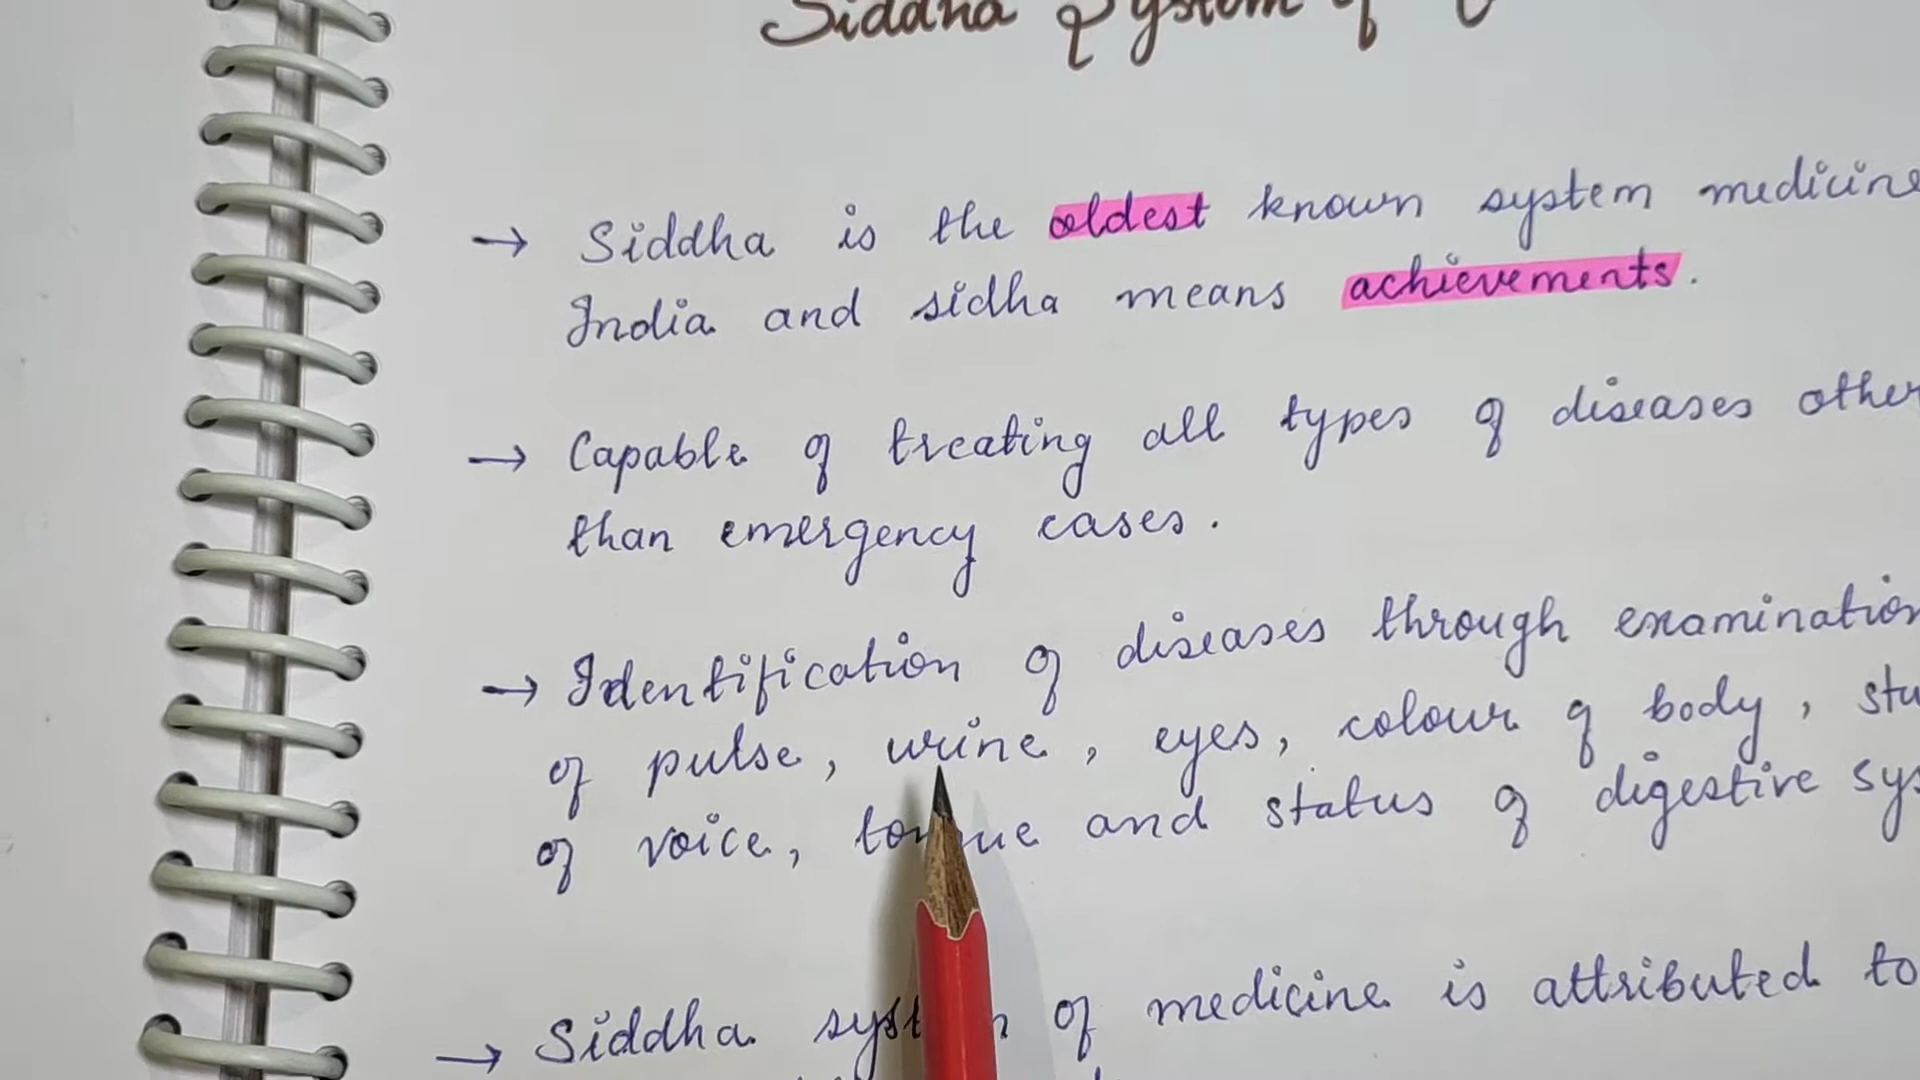 Siddha System of
→ Siddha is the oldest known system medicine
India and sidha means achievements.
→ Capable of treating all types of diseases other
than emergency cases.
→ Identification of diseases through examination
of pulse, urine, eyes, colour of body,
of voice, and status of digestive
→ Siddha of medicine is attributed to